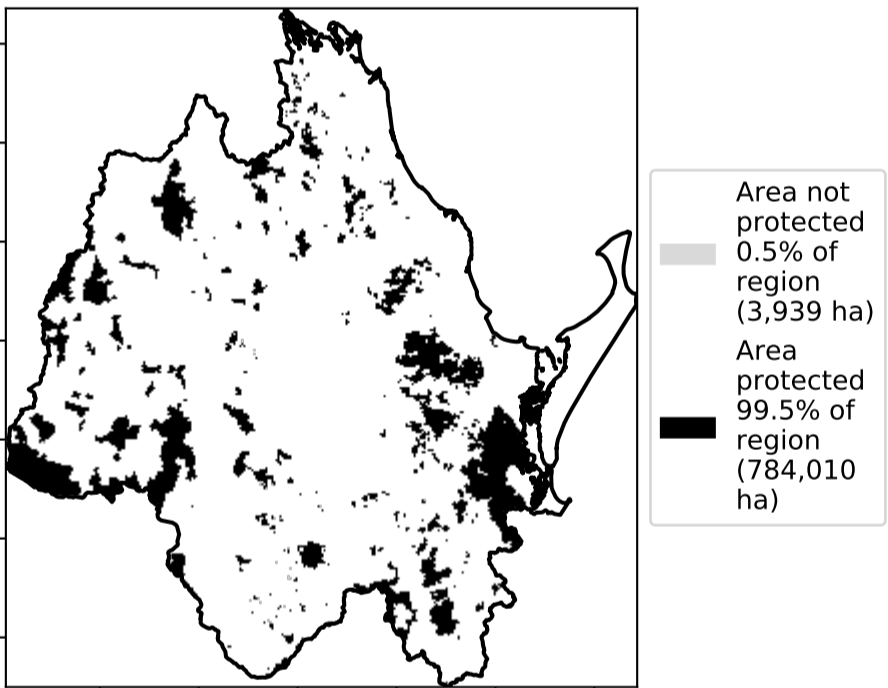 Area not
protected
0.5% of
region
(3,939 ha)
Area
protected
99.5% of
region
(784,010
ha)